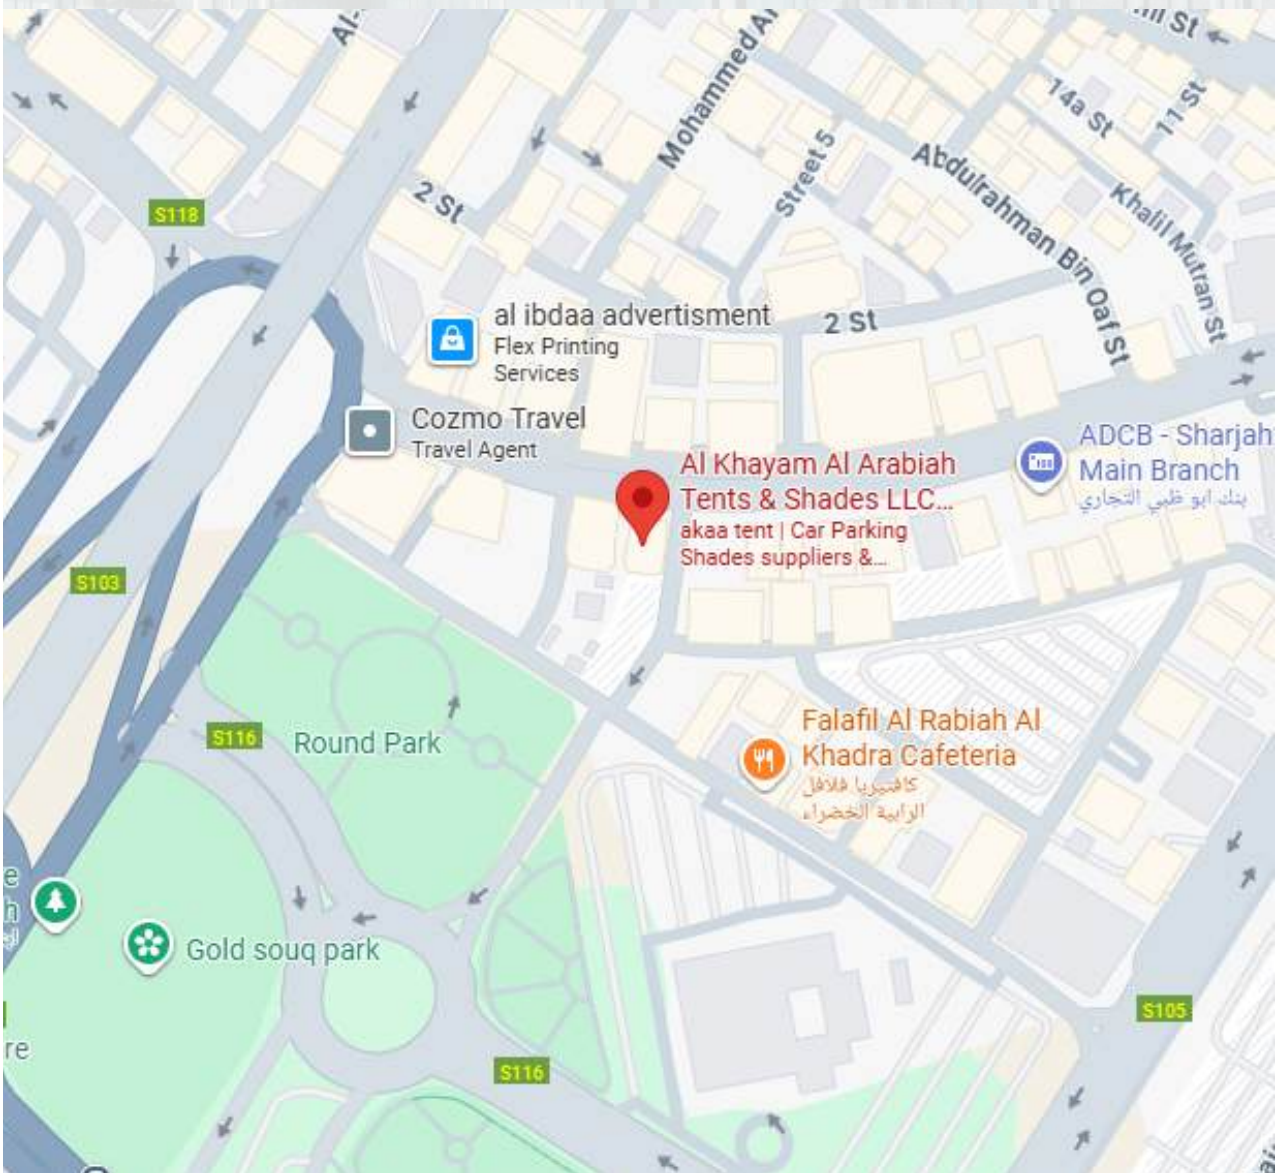 Al-
Mohammed Al
11 St
14a St
Street 5
Abdulrahman Bin Oaf St
Khalil Mutran St
S118
2 St
al ibdaa advertisment
Flex Printing
Services
2 St
Cozmo Travel
Travel Agent
Al Khayam Al Arabiah
Tents & Shades LLC...
akaa tent | Car Parking
Shades suppliers &...
ADCB - Sharjah
Main Branch
بنك ابو ظبي التجاري
S103
Round Park
S116
Falafil Al Rabiah Al
Khadra Cafeteria
كافتيريا فلافل
الرابية الخضراء
e
Gold souq park
S105
re
S116